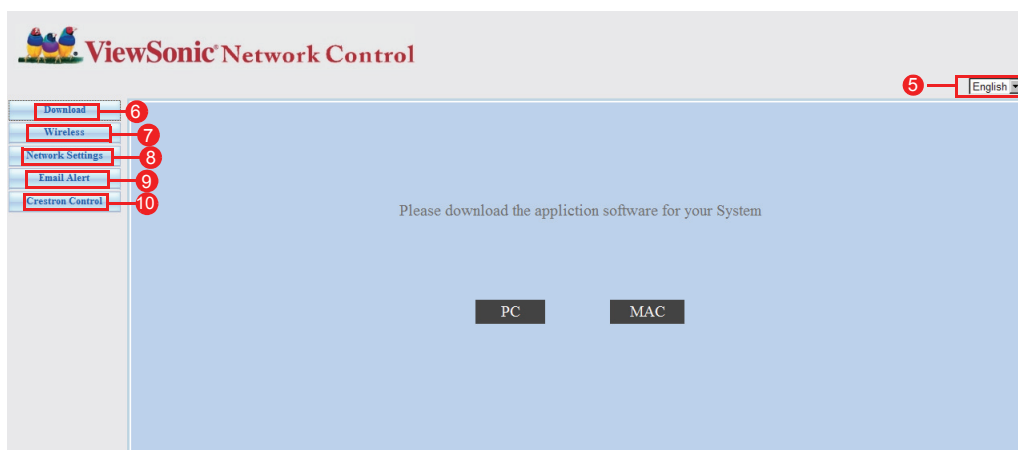 ViewSonic® Network Control
5 English
Download 6
Wireless 7
Network Settings 8
Email Alert 9
Crestron Control 10
Please download the appliction software for your System
PC MAC